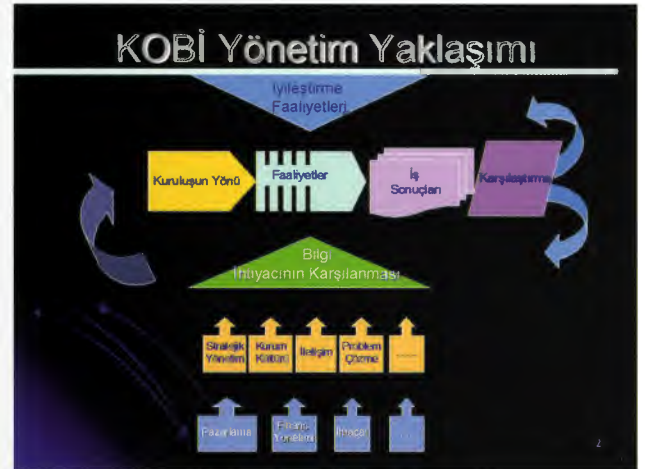 KOBİ Yönetim Yaklaşımı
İyileştirme
Faaliyetleri
Kuruluşun Yönü
Faaliyetler
İş
Sonuçları
Karşılaştırma
Bilgi
İhtiyacının Karşılanması
Stratejik
Yönetim
Kurum
Kültürü
İletişim
Problem
Çözme
........
Pazarlama
Finans
Yönetimi
İhracat
....
2